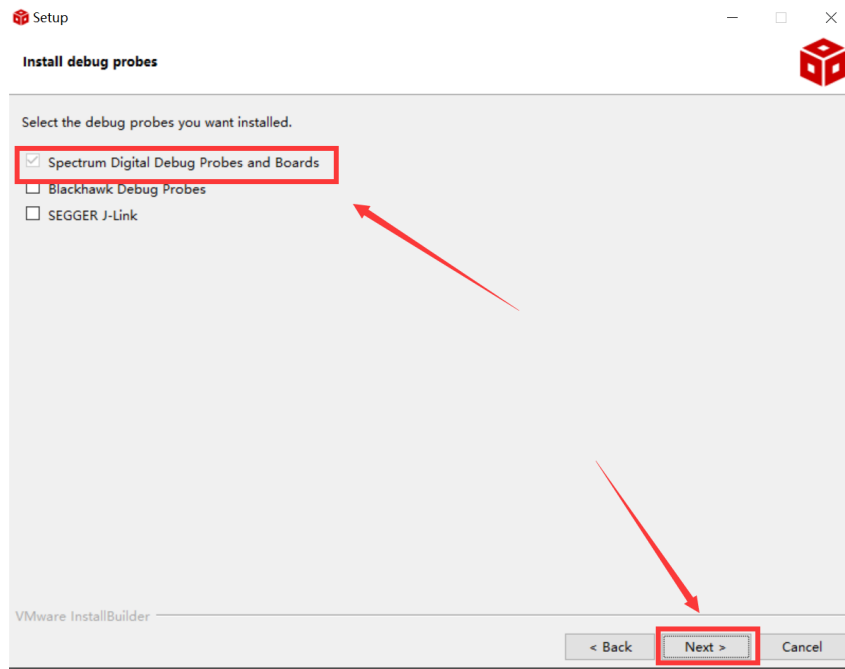 Setup
Install debug probes
Select the debug probes you want installed.
Spectrum Digital Debug Probes and Boards
Blackhawk Debug Probes
SEGGER J-Link
VMware InstallBuilder
< Back
Next >
Cancel